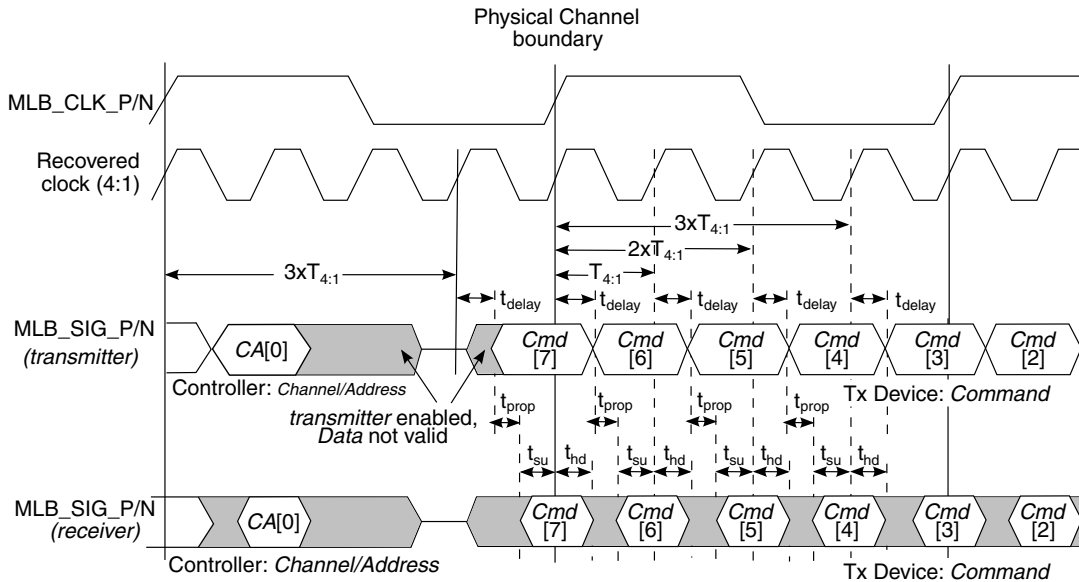 Physical Channel
boundary
MLB_CLK_P/N
Recovered
clock (4:1)
3xT4:1
2xT4:1
3xT4:1
T4:1
tdelay
tdelay
tdelay
tdelay
tdelay
MLB_SIG_P/N
(transmitter)
CA[0]
Cmd
[7]
Cmd
[6]
Cmd
[5]
Cmd
[4]
Cmd
[3]
Cmd
[2]
Controller: Channel/Address
Tx Device: Command
transmitter enabled,
Data not valid
tprop
tprop
tprop
tprop
tsu
thd
tsu
thd
tsu
thd
tsu
thd
MLB_SIG_P/N
(receiver)
CA[0]
Cmd
[7]
Cmd
[6]
Cmd
[5]
Cmd
[4]
Cmd
[3]
Cmd
[2]
Controller: Channel/Address
Tx Device: Command